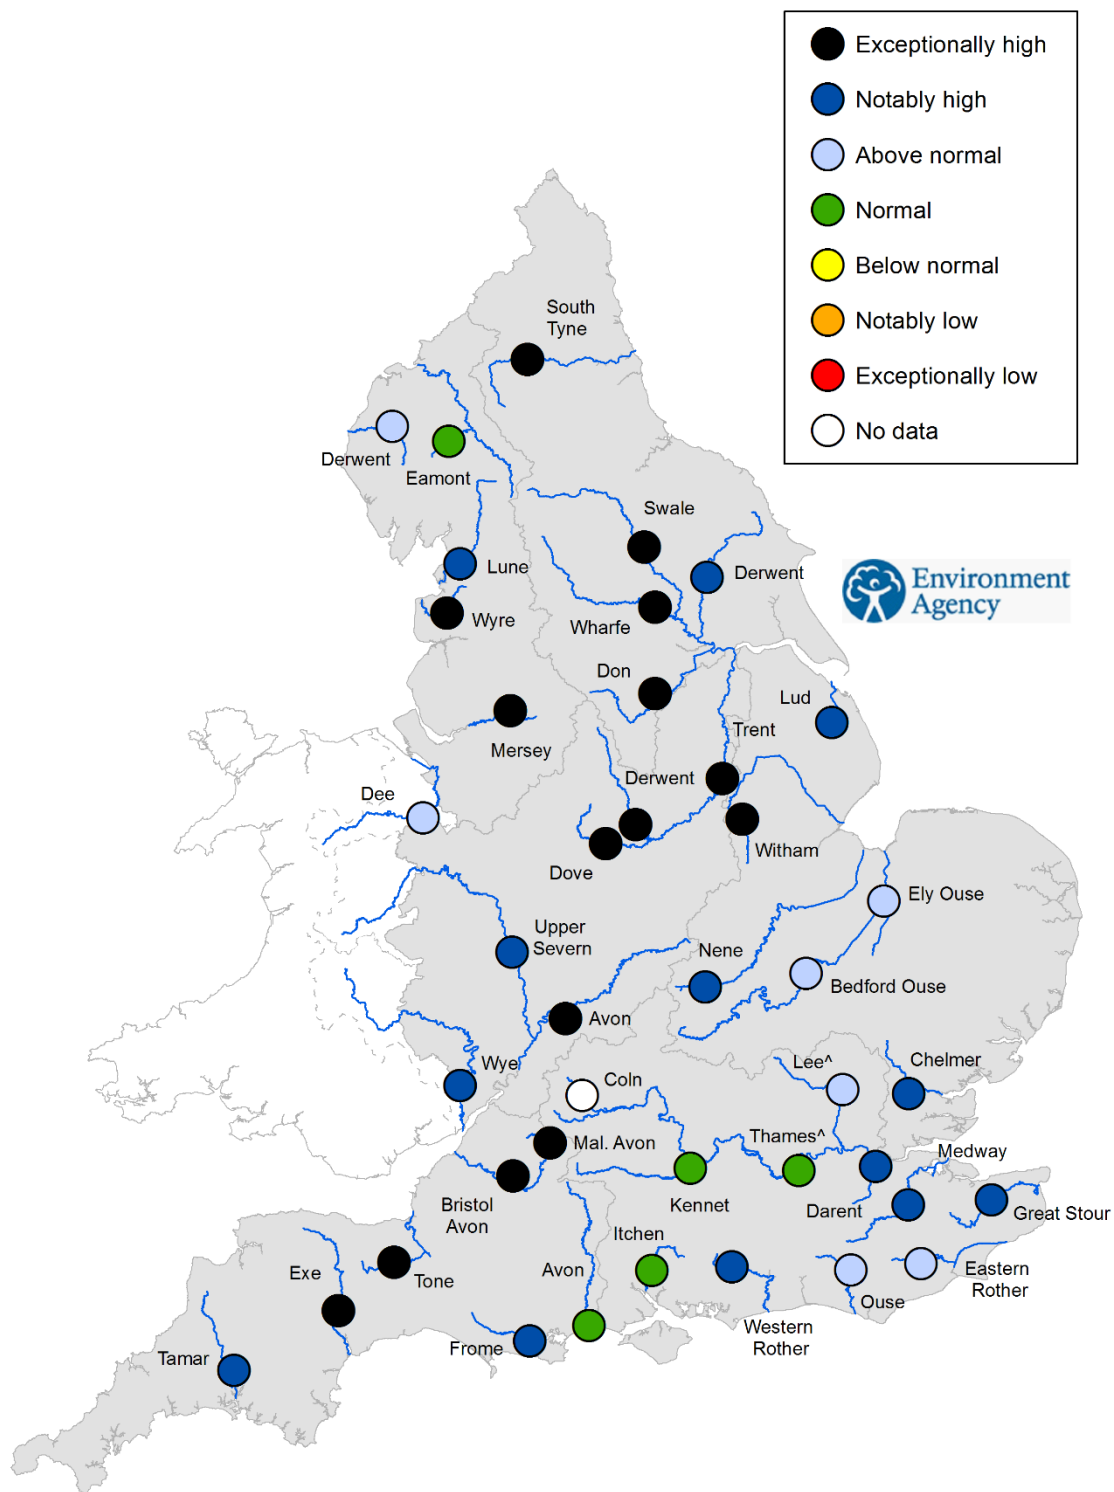 Exceptionally high
Notably high
Above normal
Normal
Below normal
Notably low
Exceptionally low
No data
South
Tyne
Derwent
Eamont
Swale
Lune
Derwent
Environment
Agency
Wyre
Wharfe
Don
Lud
Mersey
Trent
Derwent
Dee
Witham
Dove
Ely Ouse
Upper
Severn
Nene
Bedford Ouse
Avon
Wye
Lee^
Chelmer
Coln
Mal. Avon
Thames^
Medway
Bristol
Avon
Kennet
Darent
Great Stour
Itchen
Exe
Tone
Avon
Eastern
Rother
Ouse
Western
Rother
Frome
Tamar